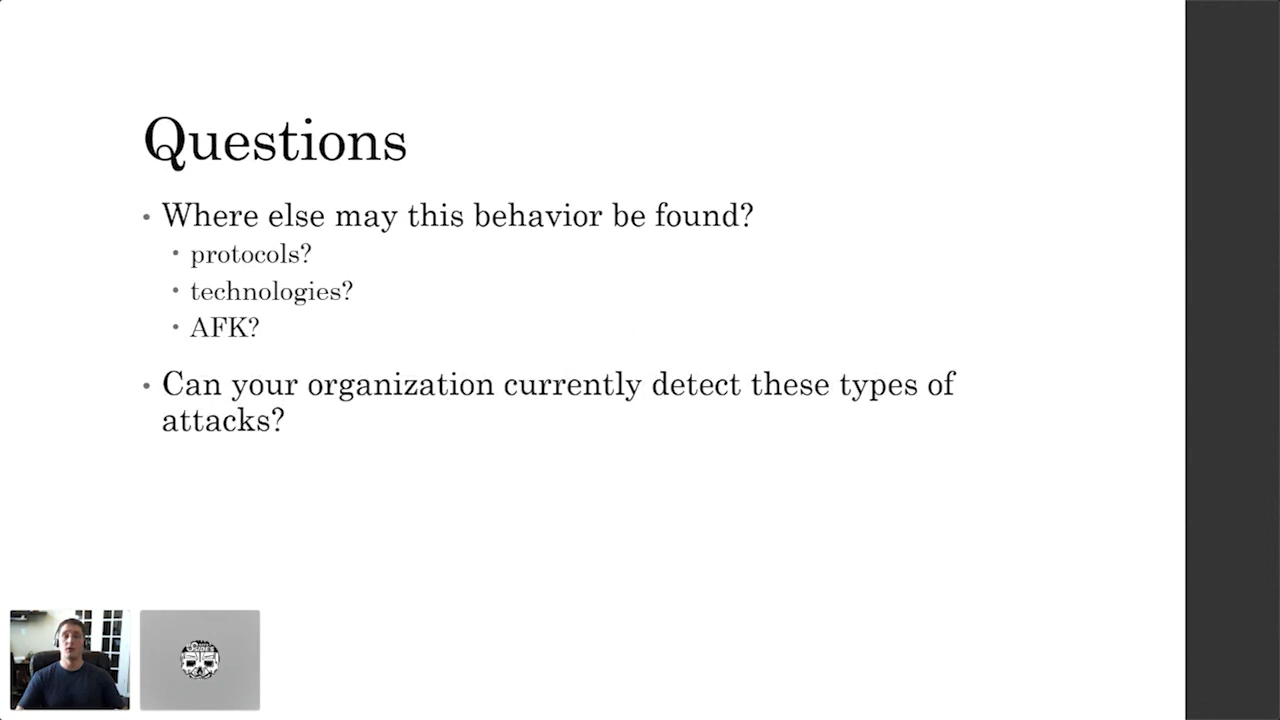 Questions
• Where else may this behavior be found?
• protocols?
• technologies?
• AFK?
• Can your organization currently detect these types of
attacks?
SIDES